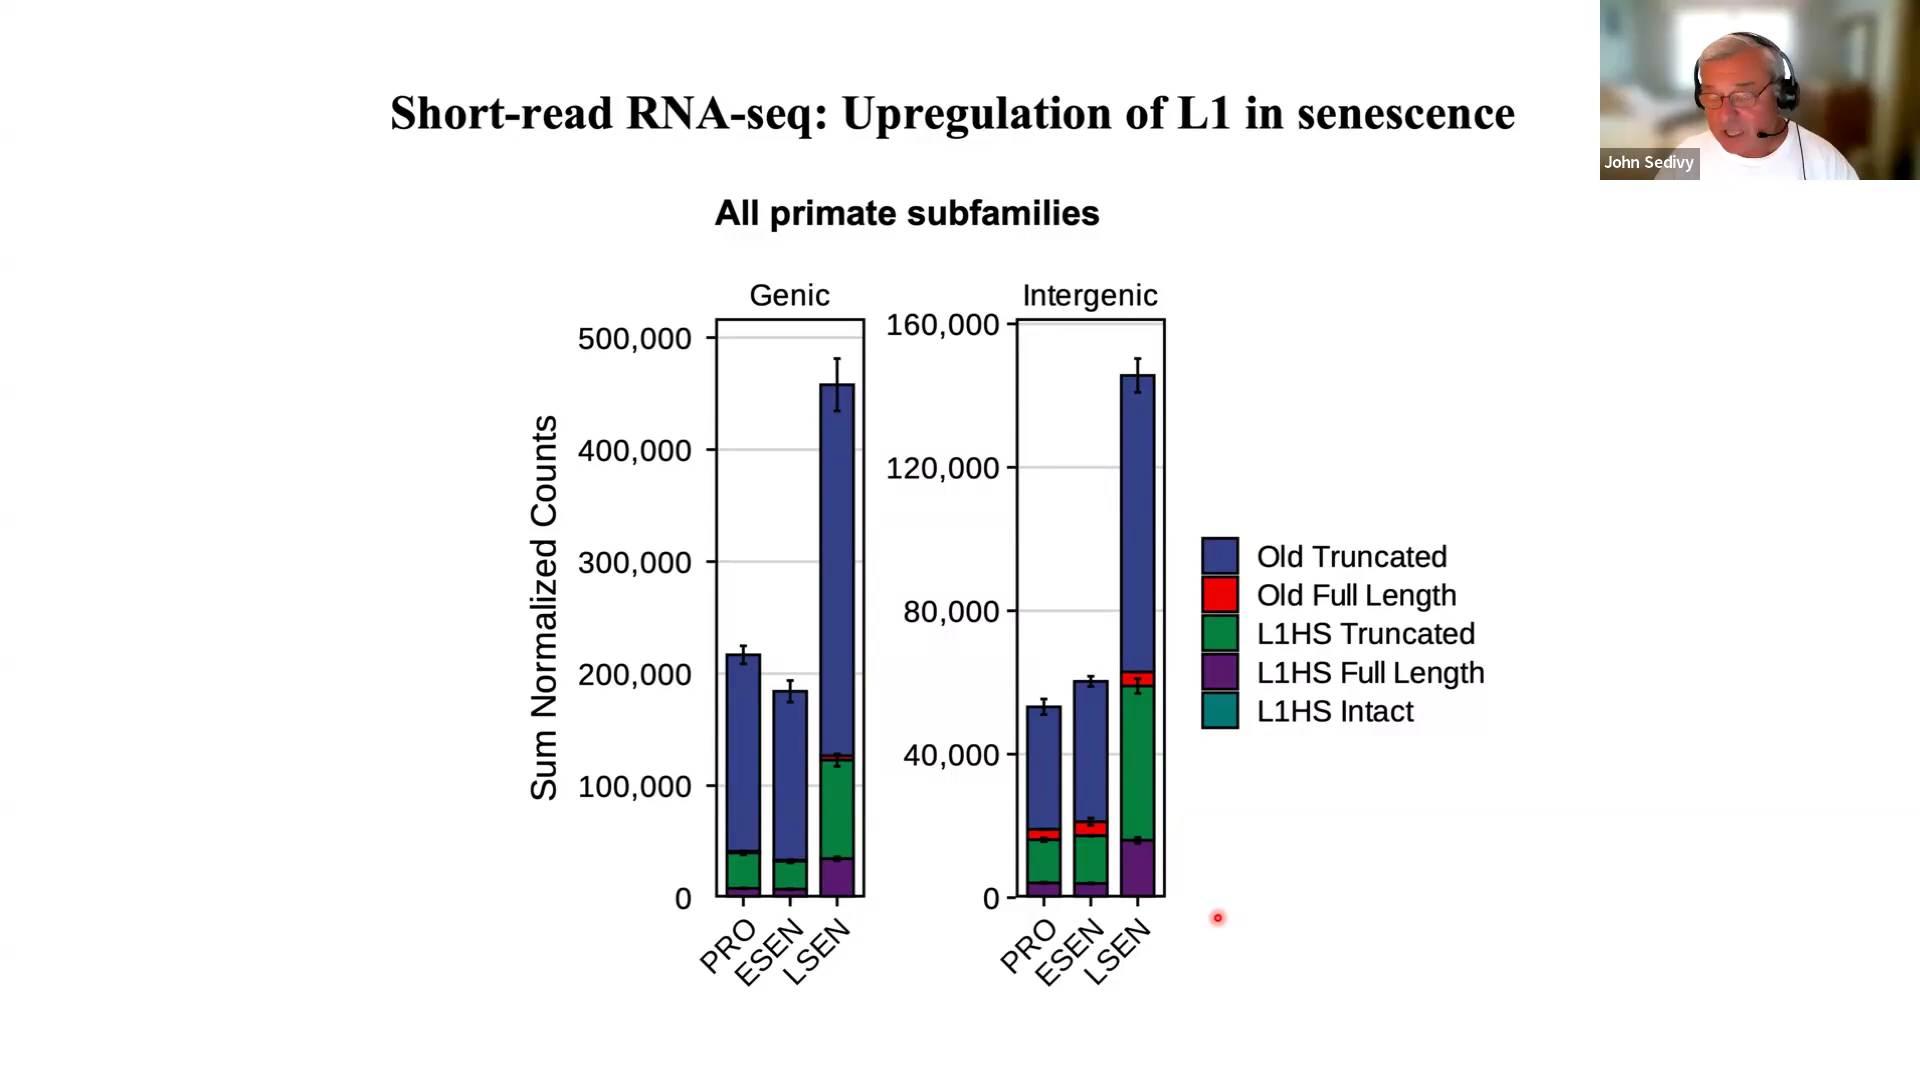 Short-read RNA-seq: Upregulation of L1 in senescence
John Sedivy
All primate subfamilies
Genic
Intergenic
Sum Normalized Counts
500,000
400,000
300,000
200,000
100,000
0
160,000
120,000
80,000
40,000
0
PRO
ESEN
LSEN
PRO
ESEN
LSEN
Old Truncated
Old Full Length
L1HS Truncated
L1HS Full Length
L1HS Intact